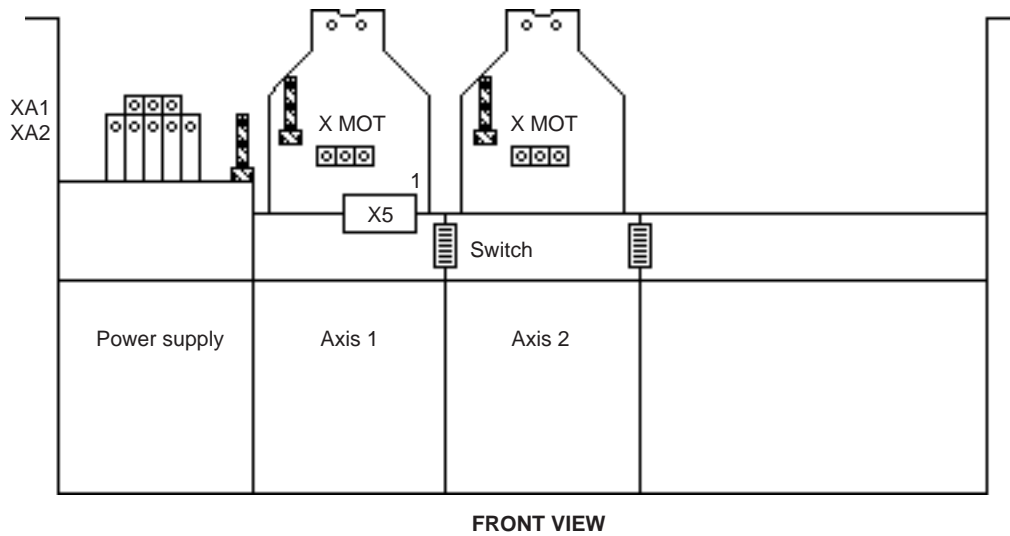 XA1
XA2
X MOT
X MOT
1
X5
Switch
Power supply
Axis 1
Axis 2
FRONT VIEW